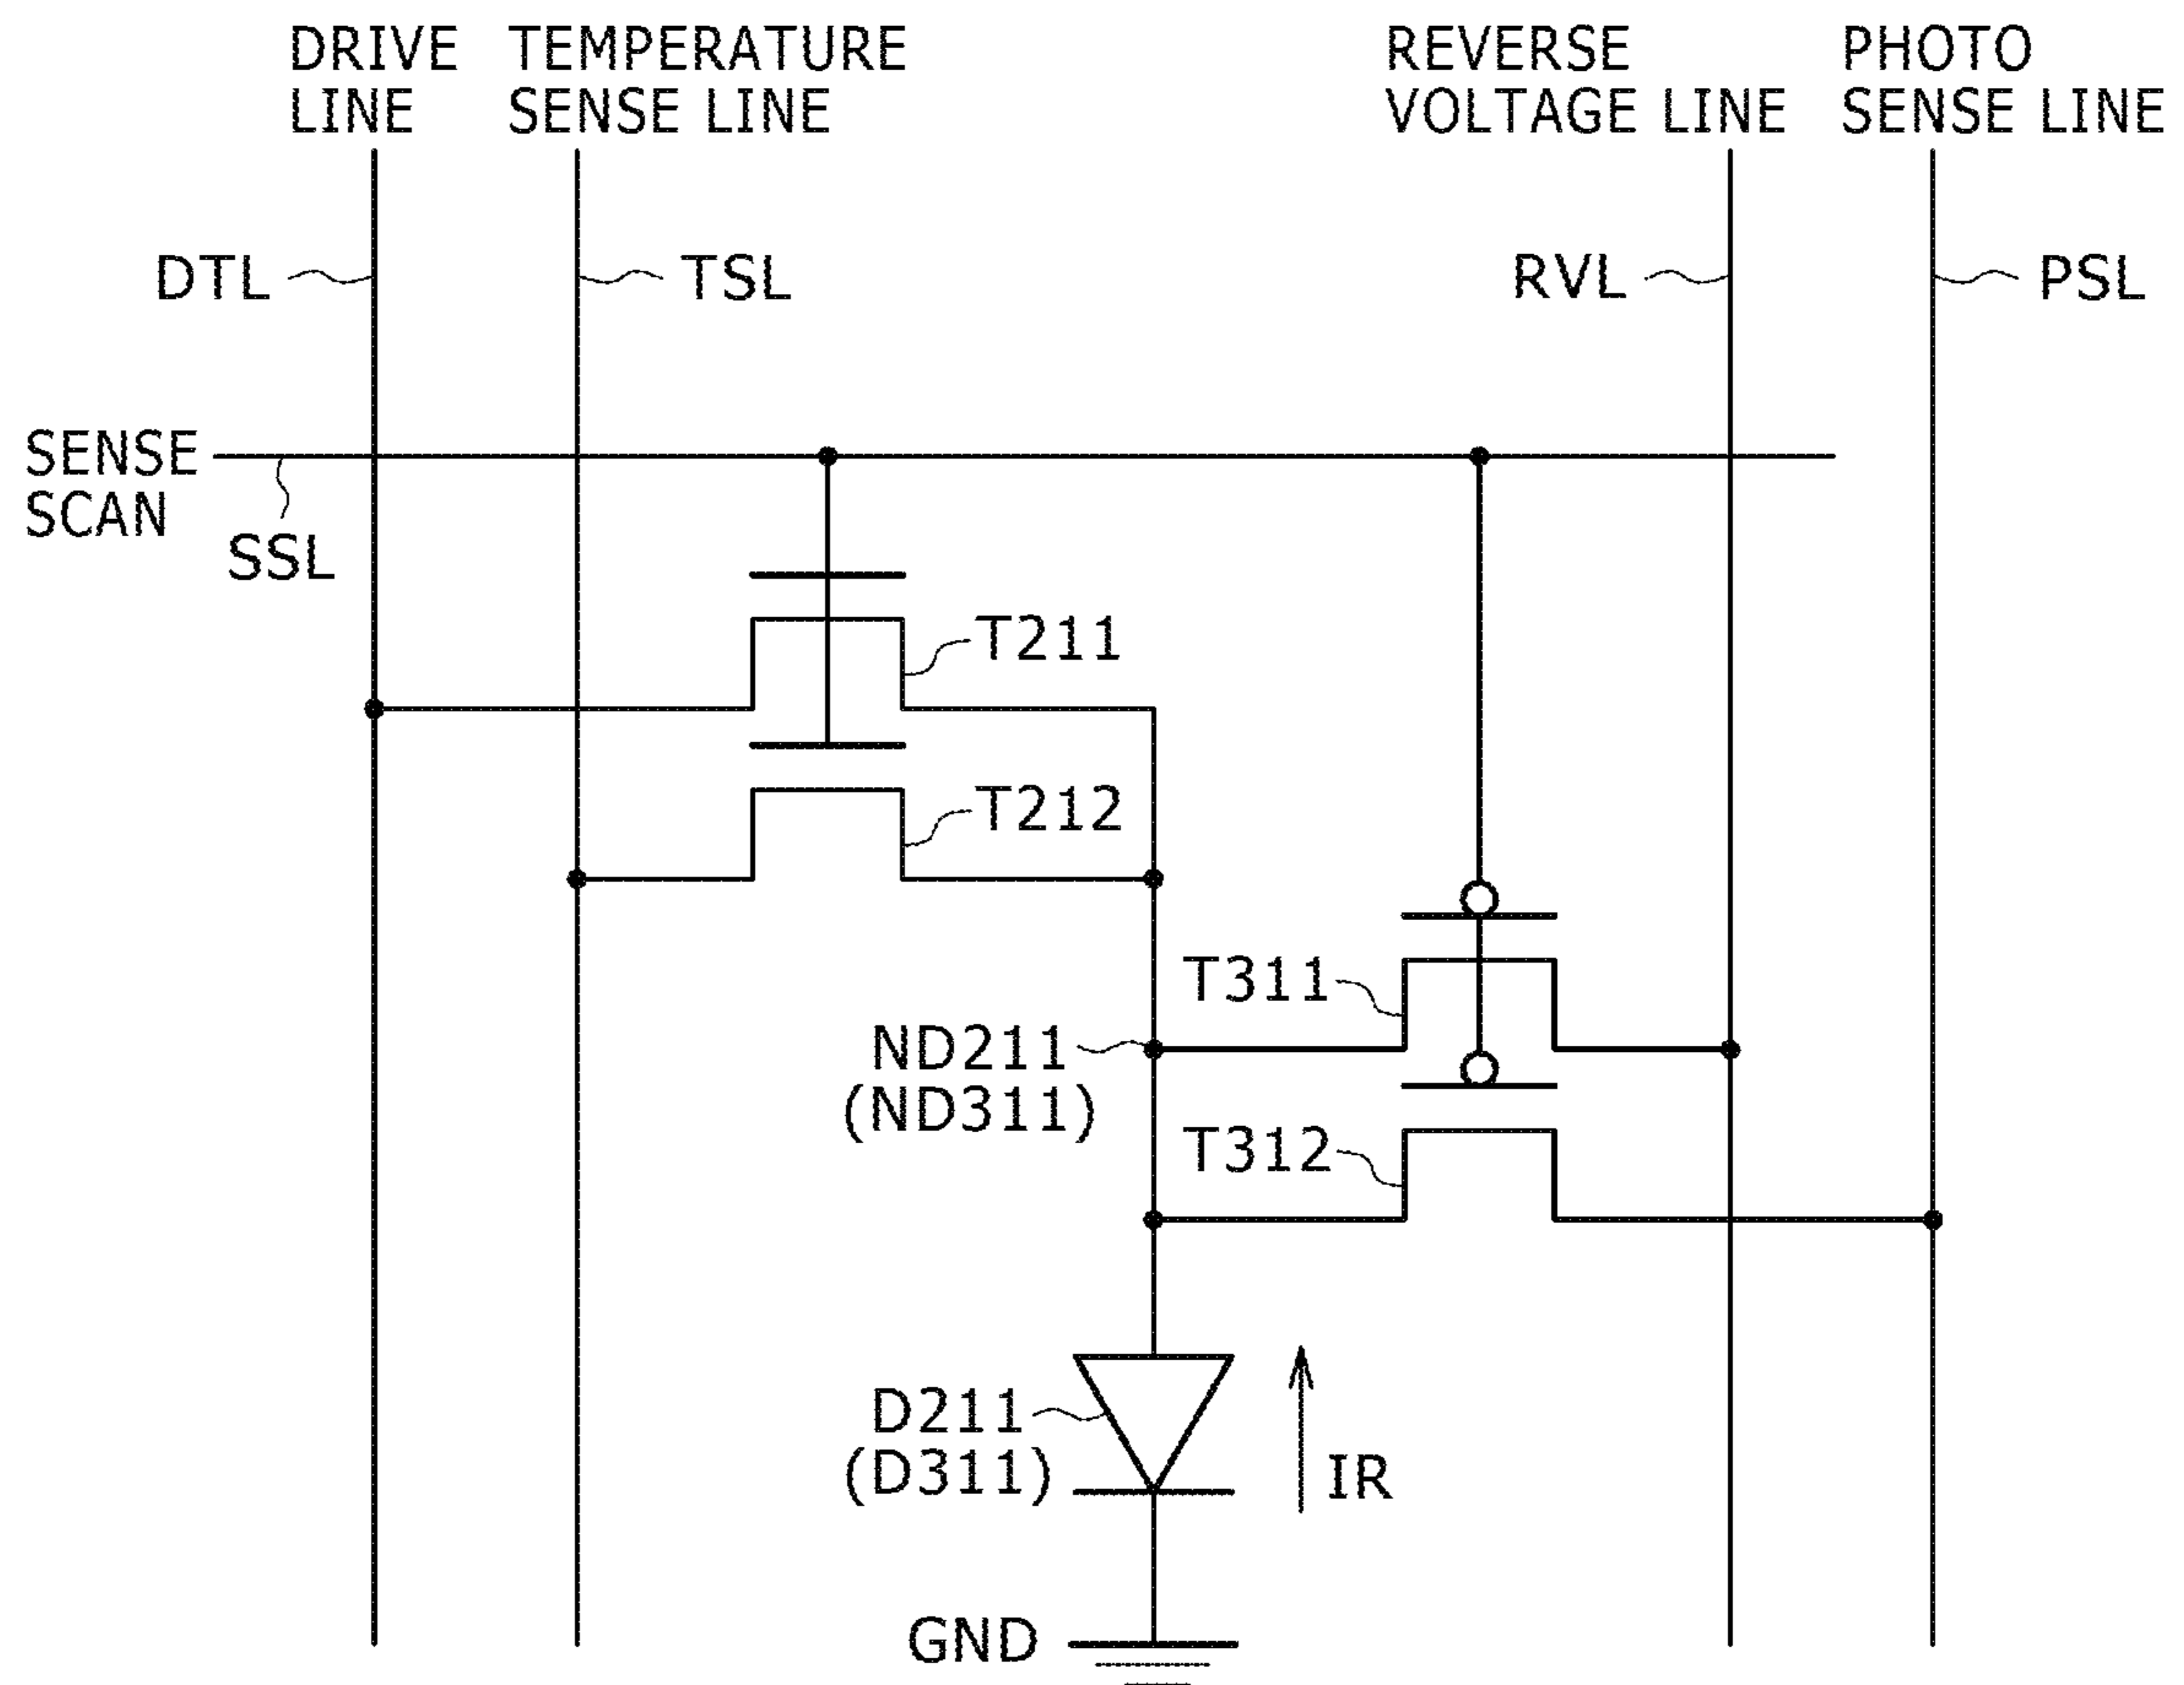 DRIVE
LINE
TEMPERATURE
SENSE LINE
REVERSE
VOLTAGE LINE
PHOTO
SENSE LINE
DTL
TSL
RVL
PSL
SENSE
SCAN
SSL
T211
T212
T311
ND211
(ND311)
T312
D211
(D311)
IR
GND